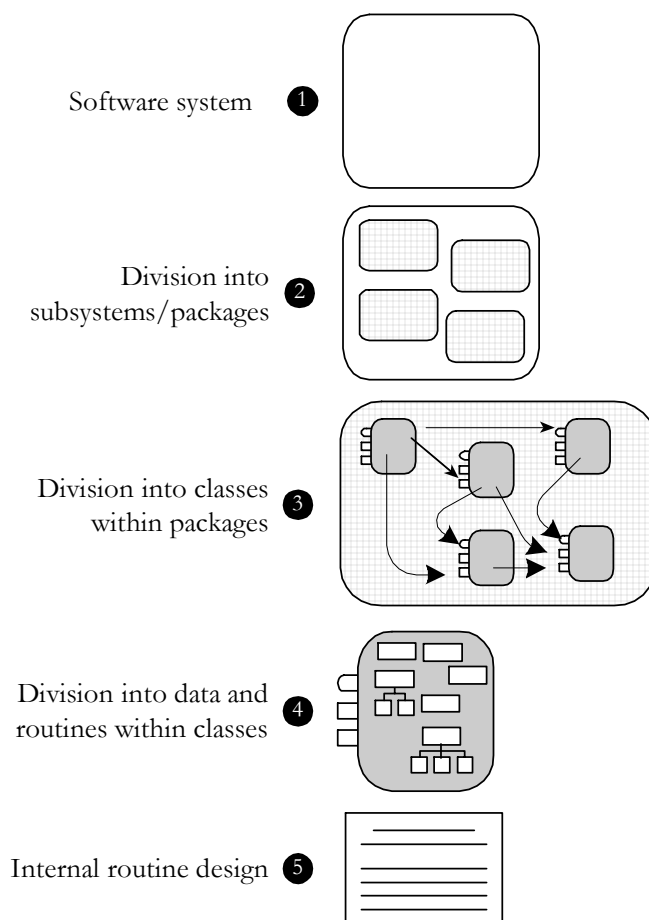 Software system 1
Division into
subsystems/packages
2
Division into classes
within packages
3
Division into data and
routines within classes
4
Internal routine design 5